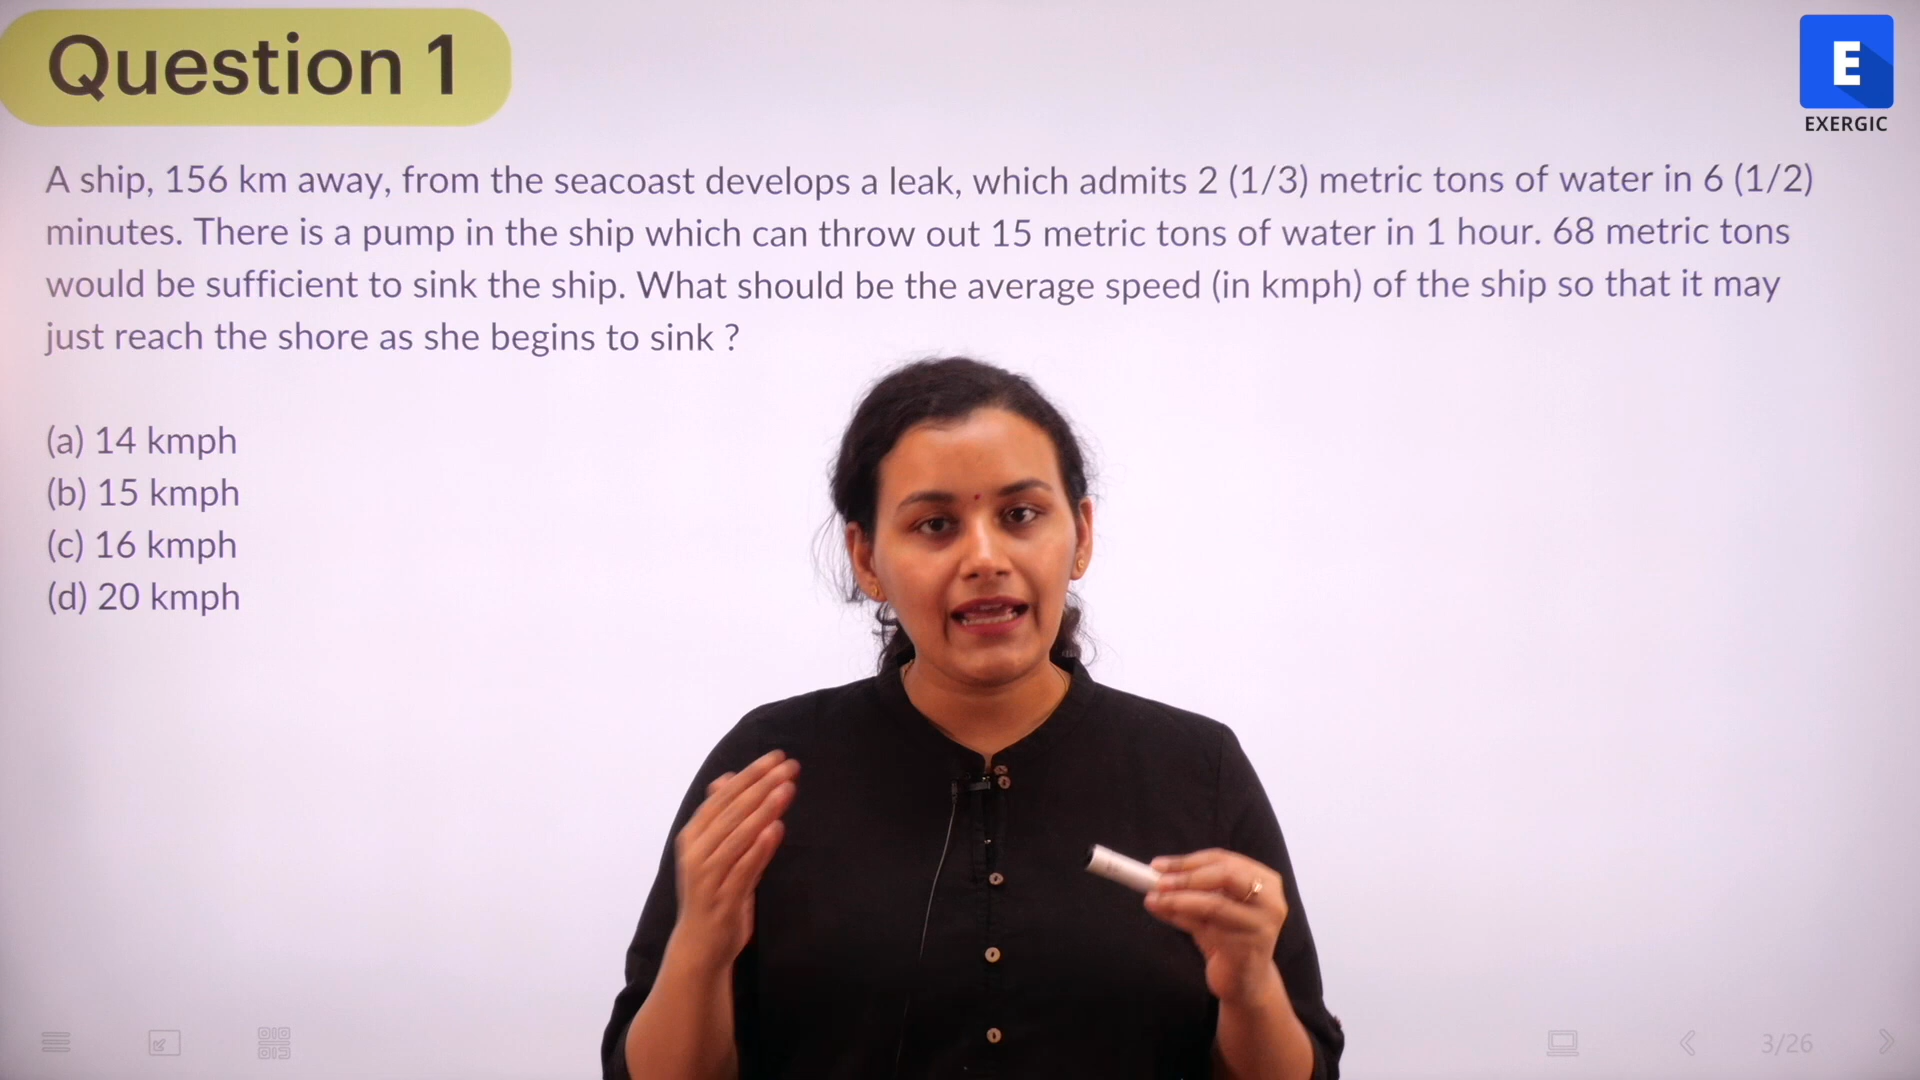 Question 1
E
EXERGIC
A ship, 156 km away, from the seacoast develops a leak, which admits 2 (1/3) metric tons of water in 6 (1/2)
minutes. There is a pump in the ship which can throw out 15 metric tons of water in 1 hour. 68 metric tons
would be sufficient to sink the ship. What should be the average speed (in kmph) of the ship so that it may
just reach the shore as she begins to sink ?
(a) 14 kmph
(b) 15 kmph
(c) 16 kmph
(d) 20 kmph
3/26